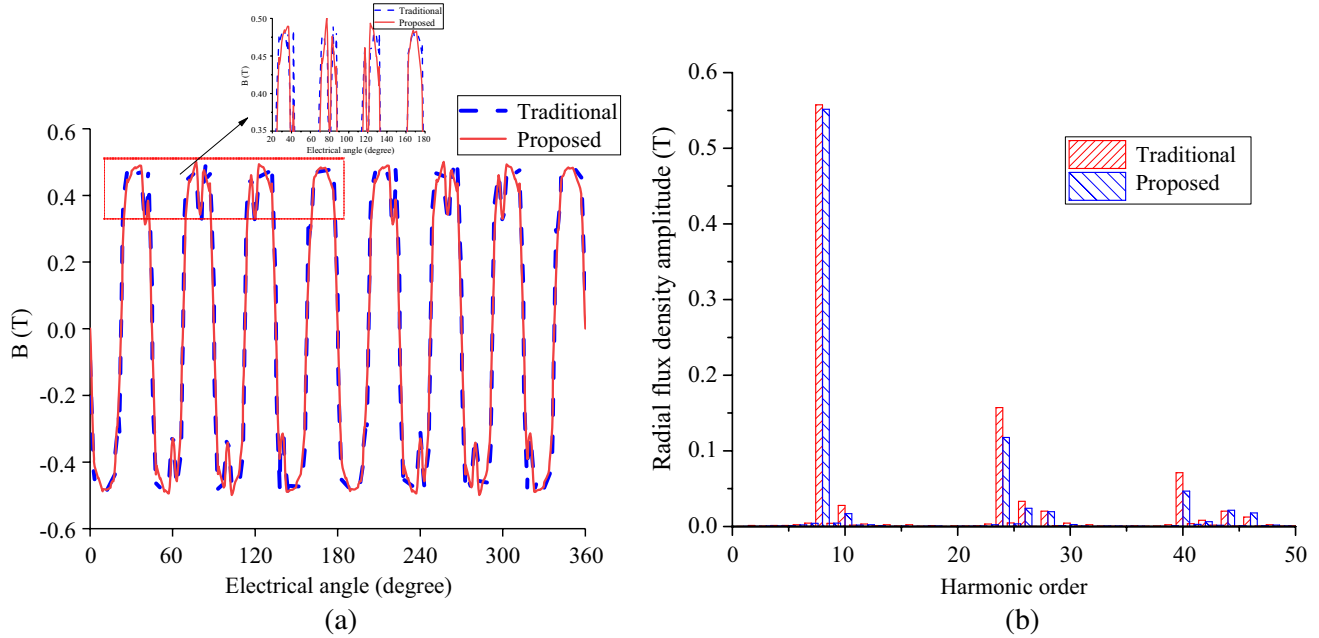 Traditional
Proposed
0.50
0.45
0.40
0.35
B (T)
20 40 60 80 100 120 140 160 180
Electrical angle (degree)
Traditional
Proposed
0.6
0.4
0.2
0.0
-0.2
-0.4
-0.6
B (T)
0 60 120 180 240 300 360
Electrical angle (degree)
(a)
Traditional
Proposed
0.6
0.5
0.4
0.3
0.2
0.1
0.0
Radial flux density amplitude (T)
0 10 20 30 40 50
Harmonic order
(b)